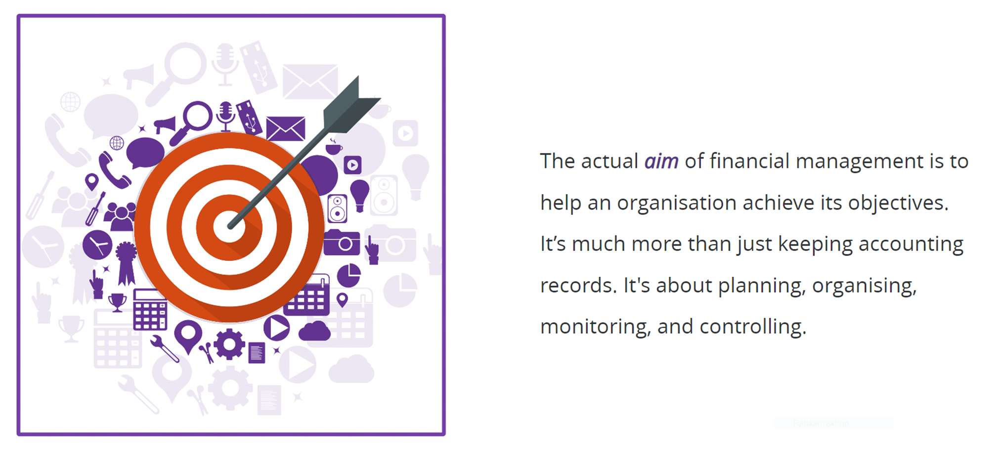 The actual aim of financial management is to
help an organisation achieve its objectives.
It’s much more than just keeping accounting
records. It's about planning, organising,
monitoring, and controlling.
Fullskärmsklipp